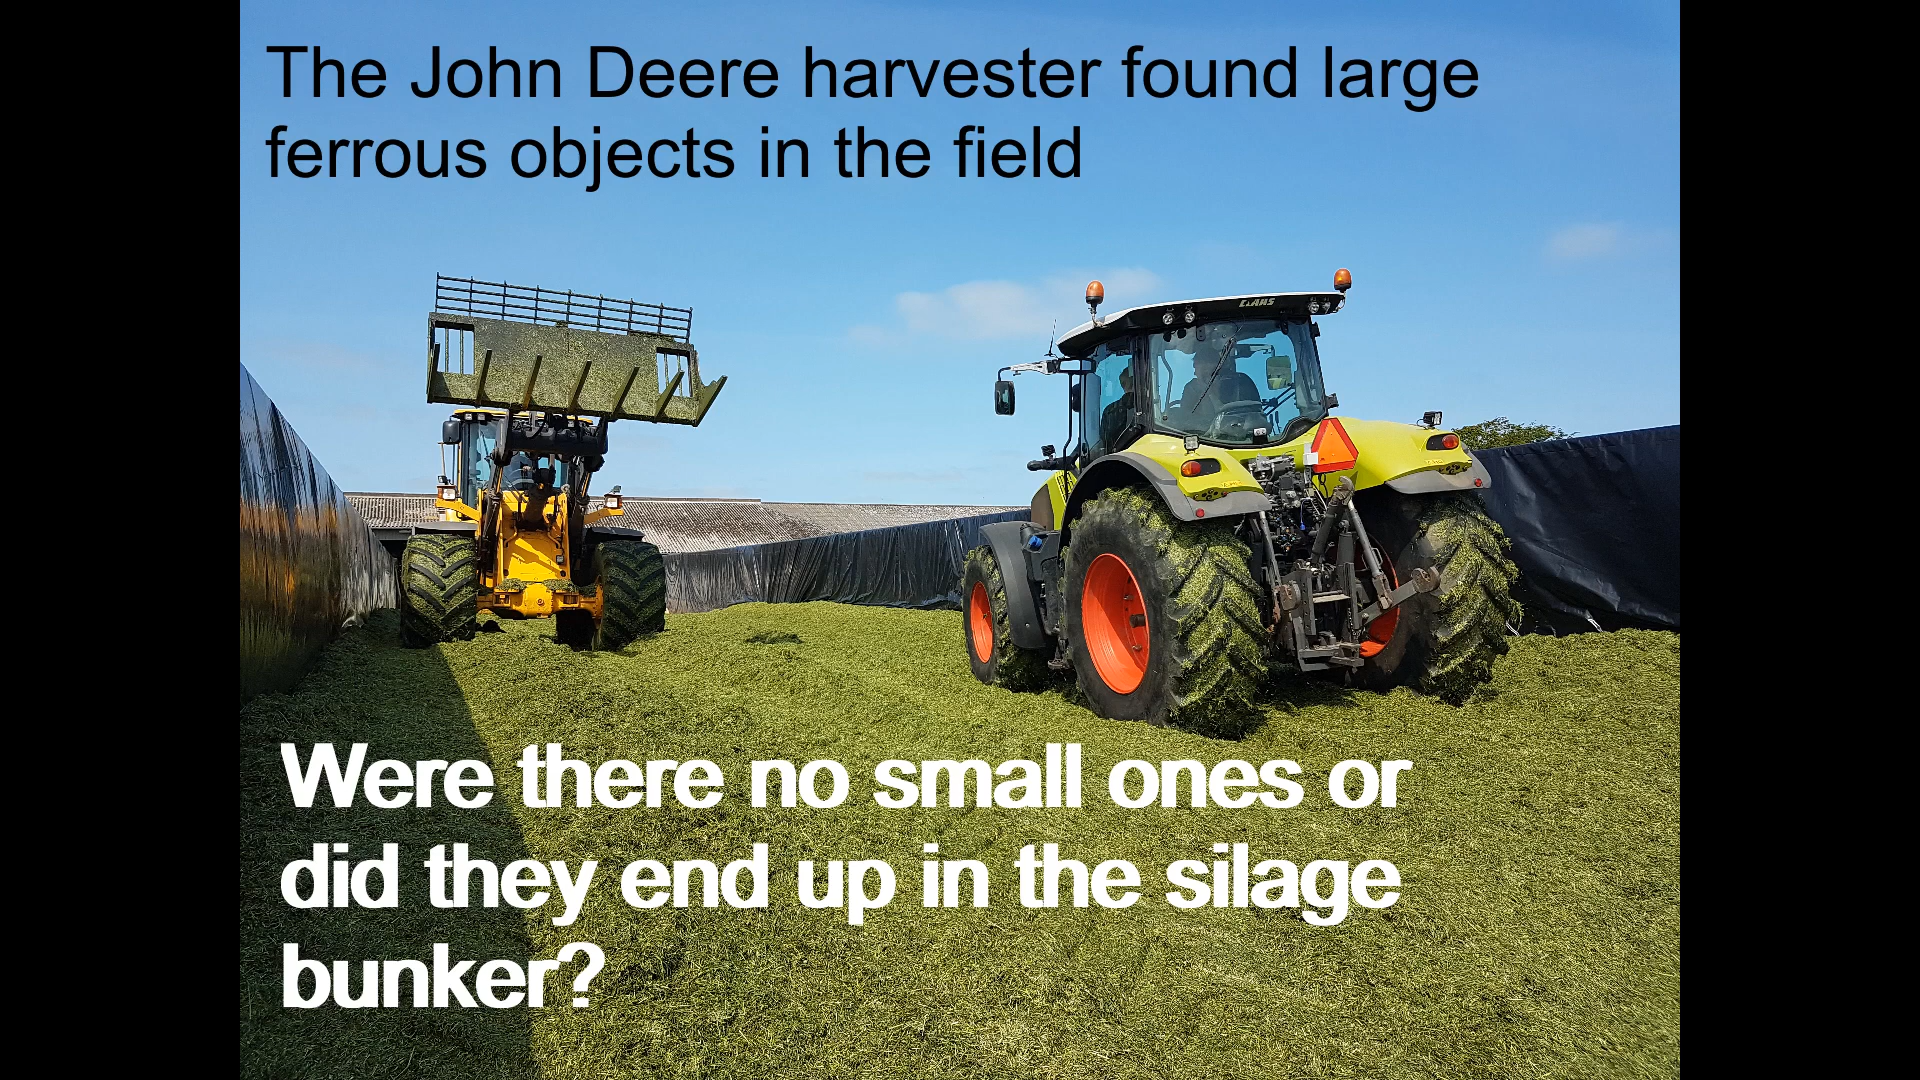 The John Deere harvester found large
ferrous objects in the field
CLAAS
Were there no small ones or
did they end up in the silage
bunker?